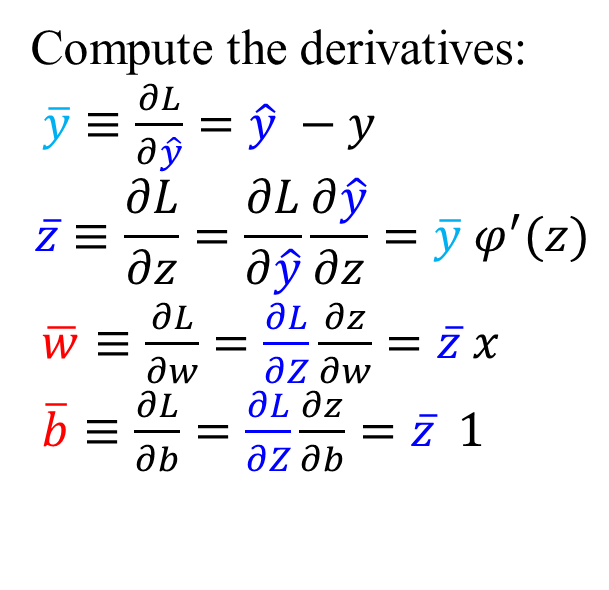 Compute the derivatives:
ȳ ≡ ∂L/∂ŷ = ŷ − y
z̄ ≡ ∂L/∂z = ∂L/∂ŷ ∂ŷ/∂z = ȳ φ′(z)
w̄ ≡ ∂L/∂w = ∂L/∂Z ∂z/∂w = z̄ x
b̄ ≡ ∂L/∂b = ∂L/∂Z ∂z/∂b = z̄ 1